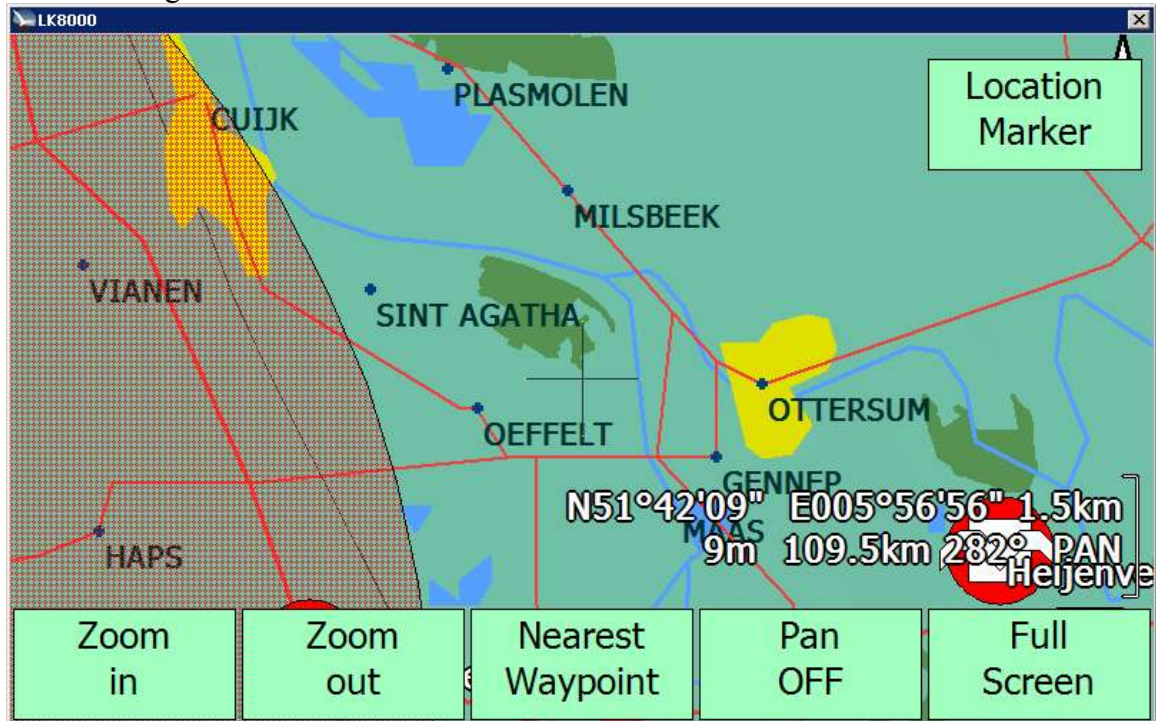 LK8000
Location
Marker
PLASMOLEN
CUIJK
MILSBEEK
VIANEN
SINT AGATHA
OTTERSUM
OEFFELT
GENNEP
N51°42'09" E005°56'56" 1.5km
MAAS
9m 109.5km 282° PAN
HAPS
Heijenve
Zoom
in
Zoom
out
Nearest
Waypoint
Pan
OFF
Full
Screen